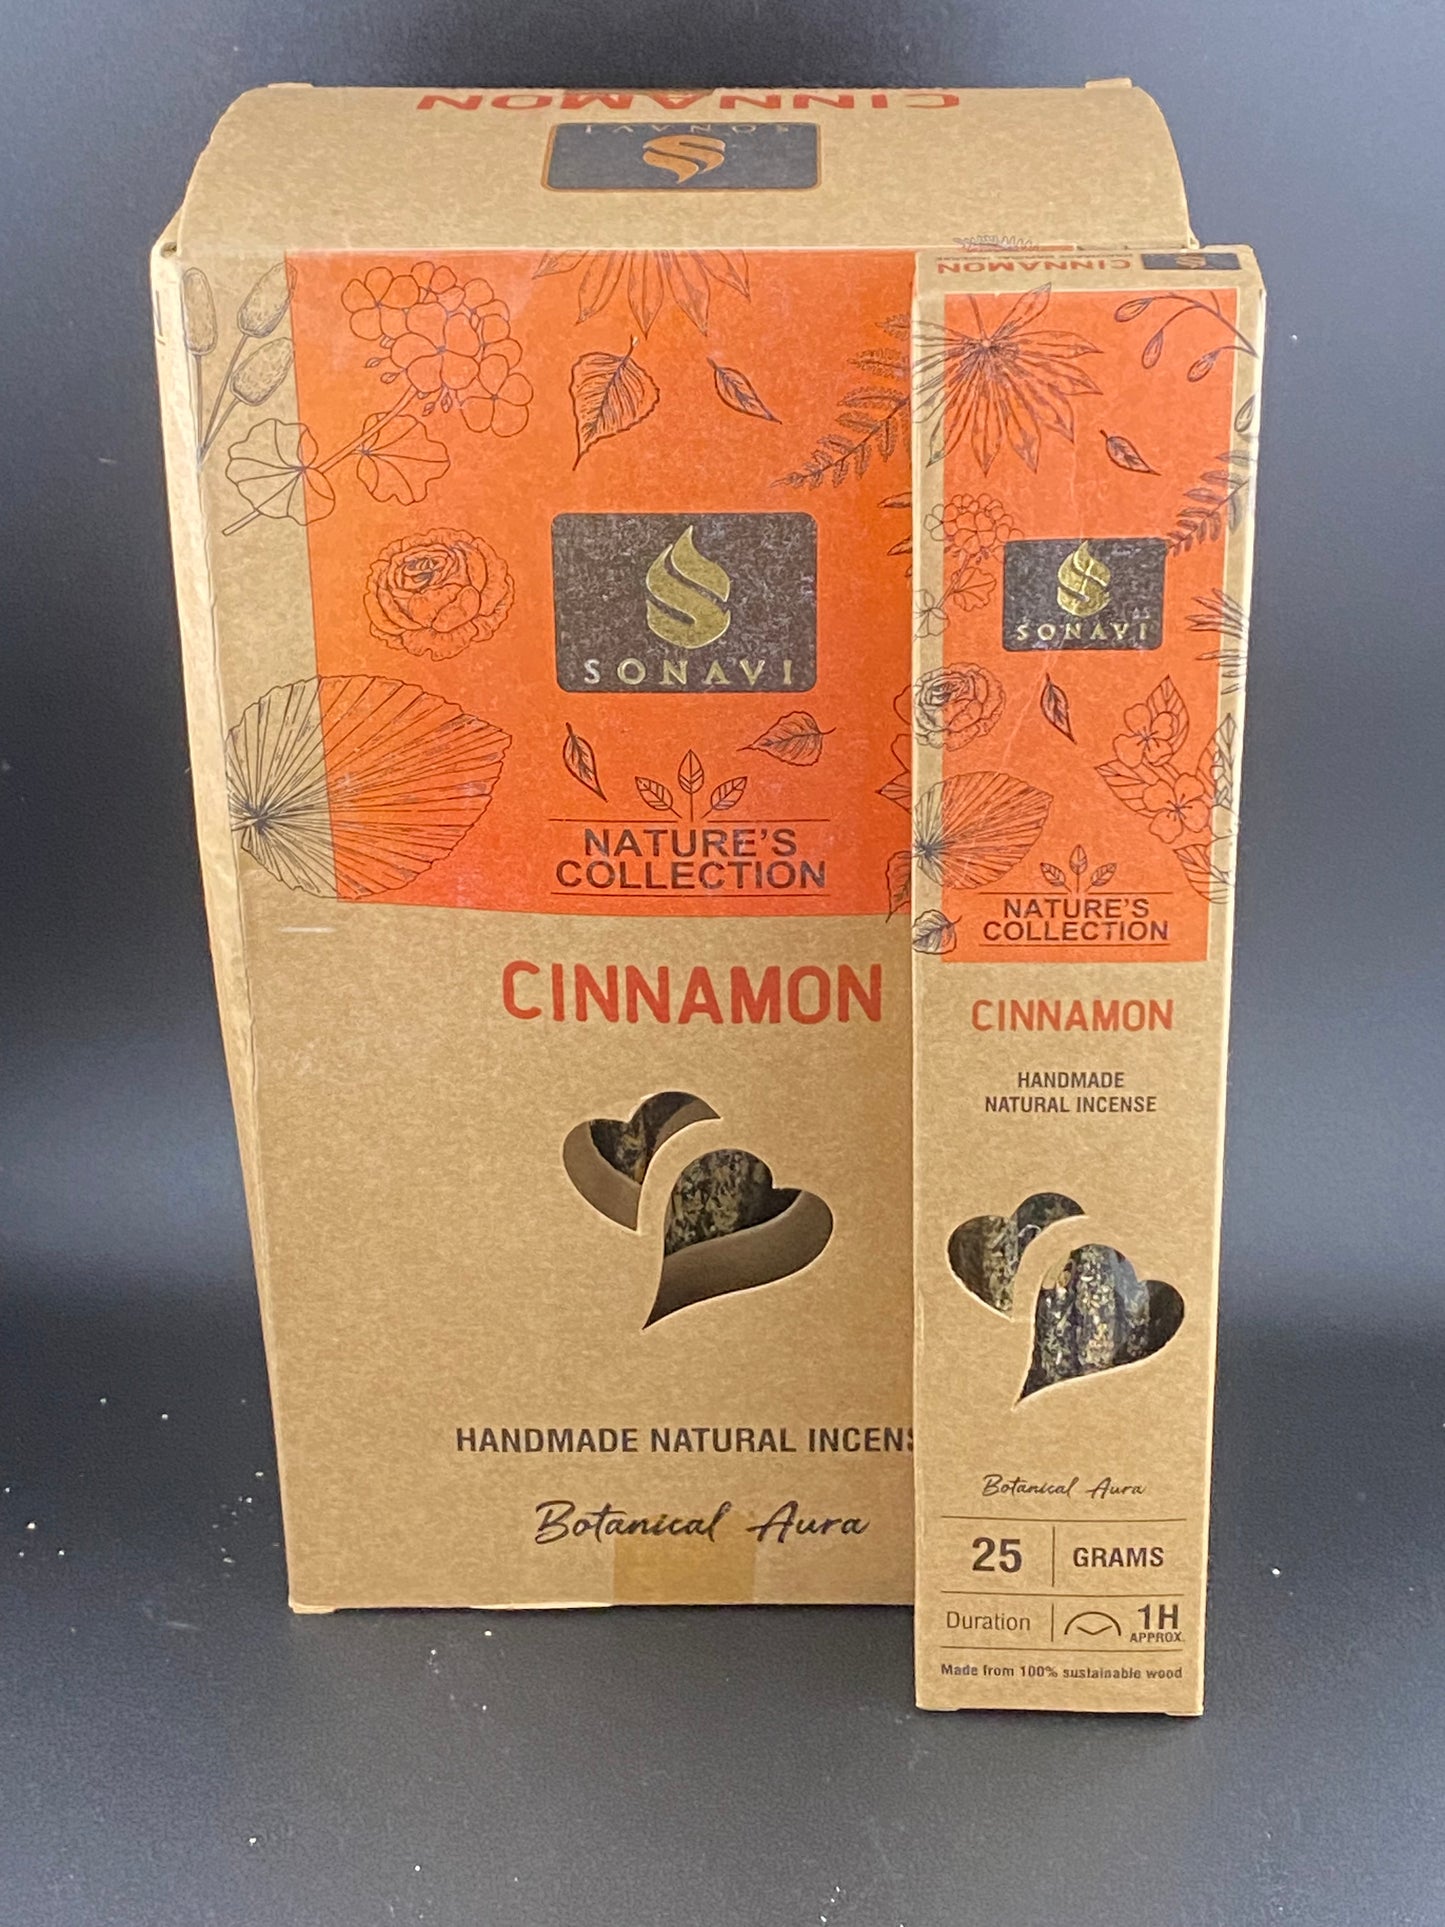 CINNAMON
SONAVI
SONAVI
NATURE'S
COLLECTION
CINNAMON
HANDMADE NATURAL
Botanical Aura
CINNAMON
SONAVI
NATURE'S
COLLECTION
CINNAMON
HANDMADE
NATURAL INCENSE
Botanical Aura
25 GRAMS
Duration 1H
APPROX.
Made from 100% sustainable wood